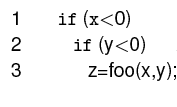 1 if (x<0)
2 if (y<0)
3 z=foo(x,y);